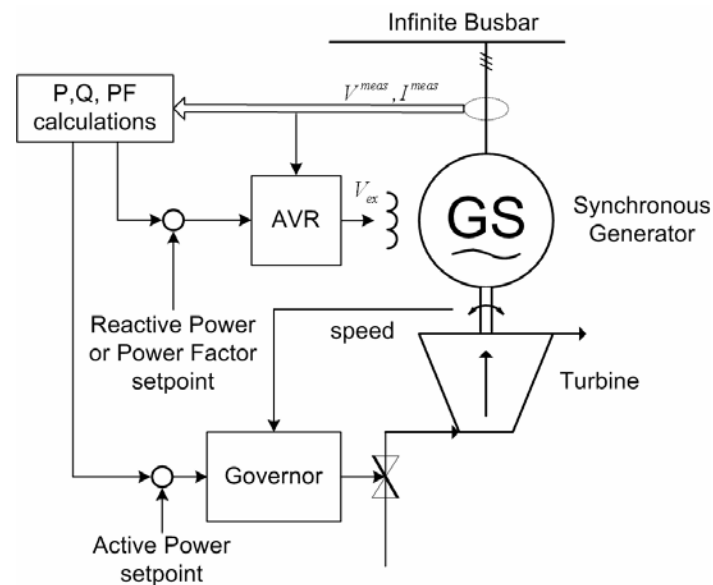 Infinite Busbar
P,Q, PF
calculations
V^meas, I^meas
AVR
V_ex
GS
Synchronous
Generator
Reactive Power
or Power Factor
setpoint
speed
Turbine
Governor
Active Power
setpoint